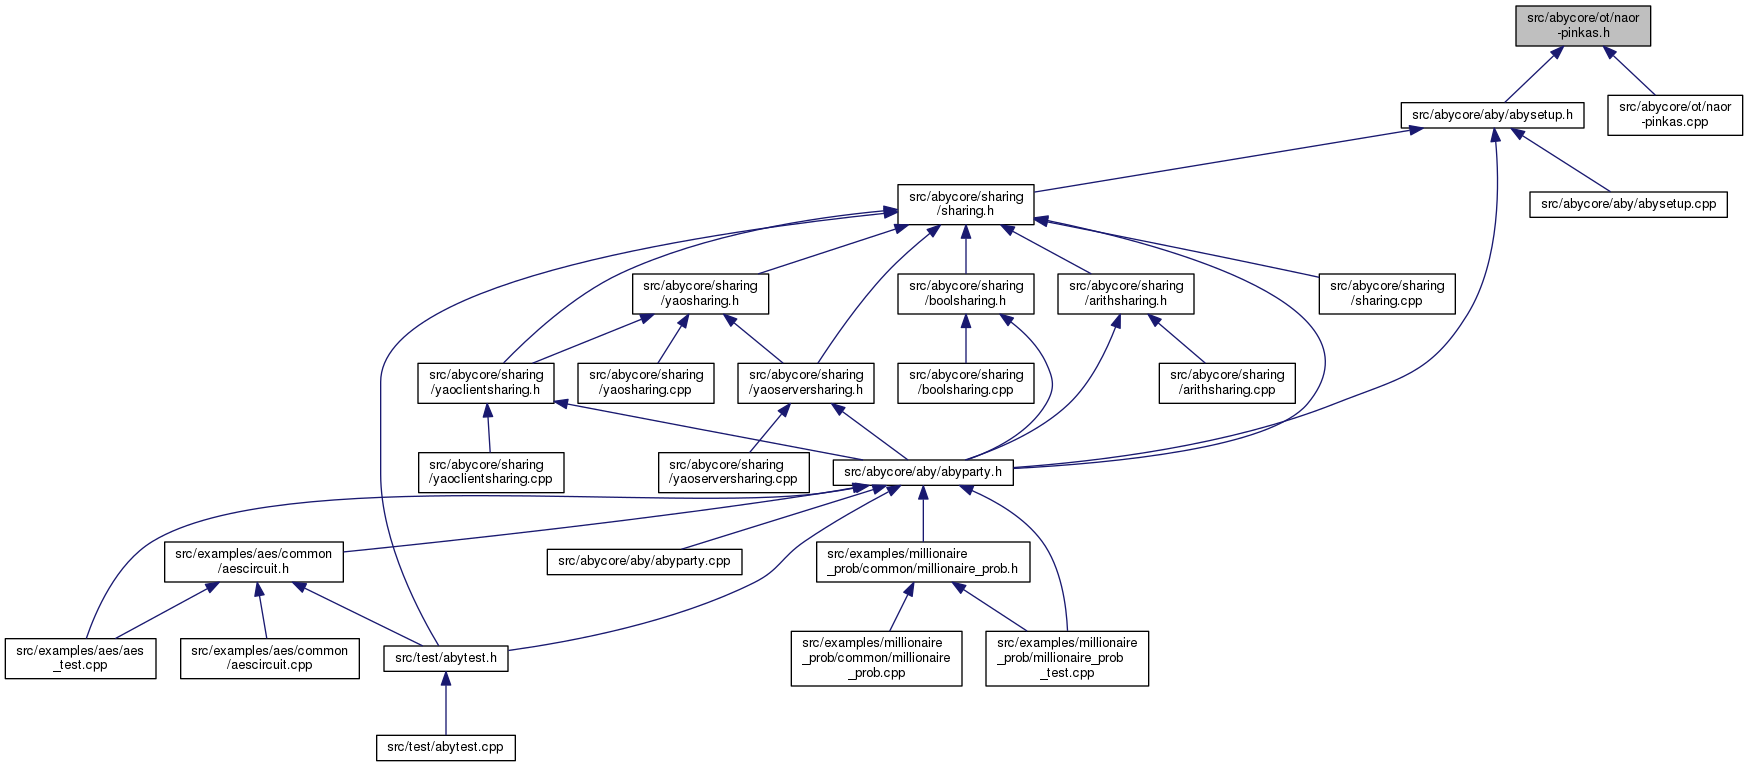 src/abycore/ot/naor
-pinkas.h
src/abycore/aby/abysetup.h
src/abycore/ot/naor
-pinkas.cpp
src/abycore/sharing
/sharing.h
src/abycore/aby/abysetup.cpp
src/abycore/sharing
/yaosharing.h
src/abycore/sharing
/boolsharing.h
src/abycore/sharing
/arithsharing.h
src/abycore/sharing
/sharing.cpp
src/abycore/sharing
/yaoclientsharing.h
src/abycore/sharing
/yaosharing.cpp
src/abycore/sharing
/yaoserversharing.h
src/abycore/sharing
/boolsharing.cpp
src/abycore/sharing
/arithsharing.cpp
src/abycore/sharing
/yaoclientsharing.cpp
src/abycore/sharing
/yaoserversharing.cpp
src/abycore/aby/abyparty.h
src/examples/aes/common
/aescircuit.h
src/abycore/aby/abyparty.cpp
src/examples/millionaire
_prob/common/millionaire_prob.h
src/examples/aes/aes
_test.cpp
src/examples/aes/common
/aescircuit.cpp
src/test/abytest.h
src/examples/millionaire
_prob/common/millionaire
_prob.cpp
src/examples/millionaire
_prob/millionaire_prob
_test.cpp
src/test/abytest.cpp